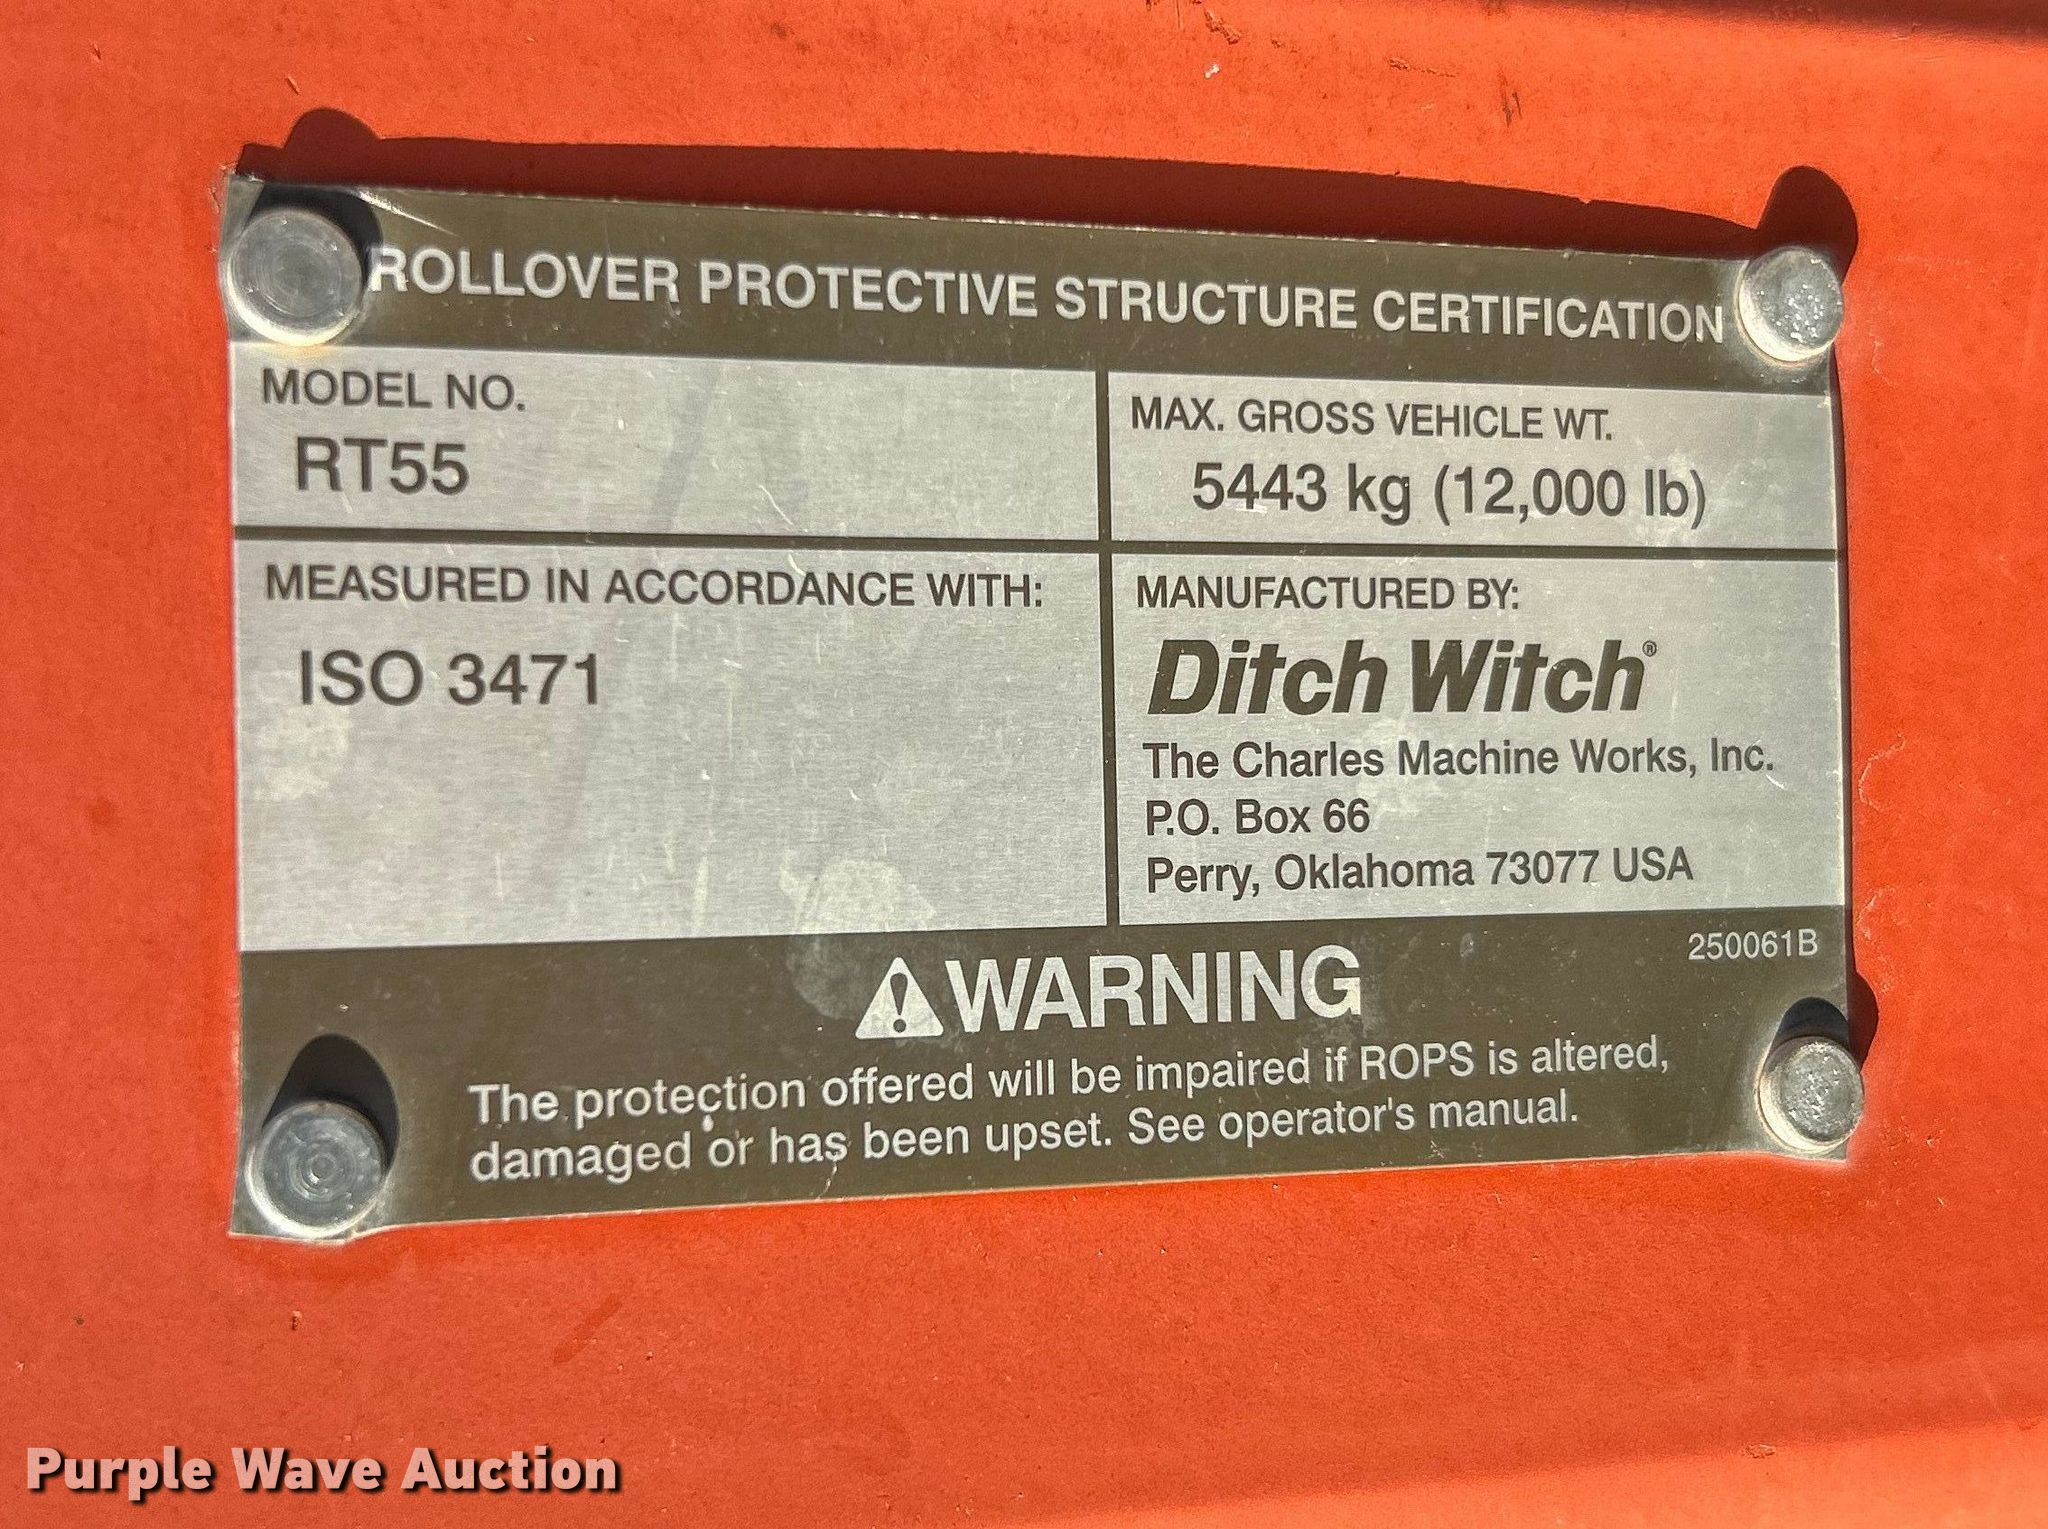 ROLLOVER PROTECTIVE STRUCTURE CERTIFICATION
MODEL NO.
RT55
MAX. GROSS VEHICLE WT.
5443 kg (12,000 lb)
MEASURED IN ACCORDANCE WITH:
ISO 3471
MANUFACTURED BY:
Ditch Witch®
The Charles Machine Works, Inc.
P.O. Box 66
Perry, Oklahoma 73077 USA
250061B
WARNING
The protection offered will be impaired if ROPS is altered,
damaged or has been upset. See operator's manual.
Purple Wave Auction